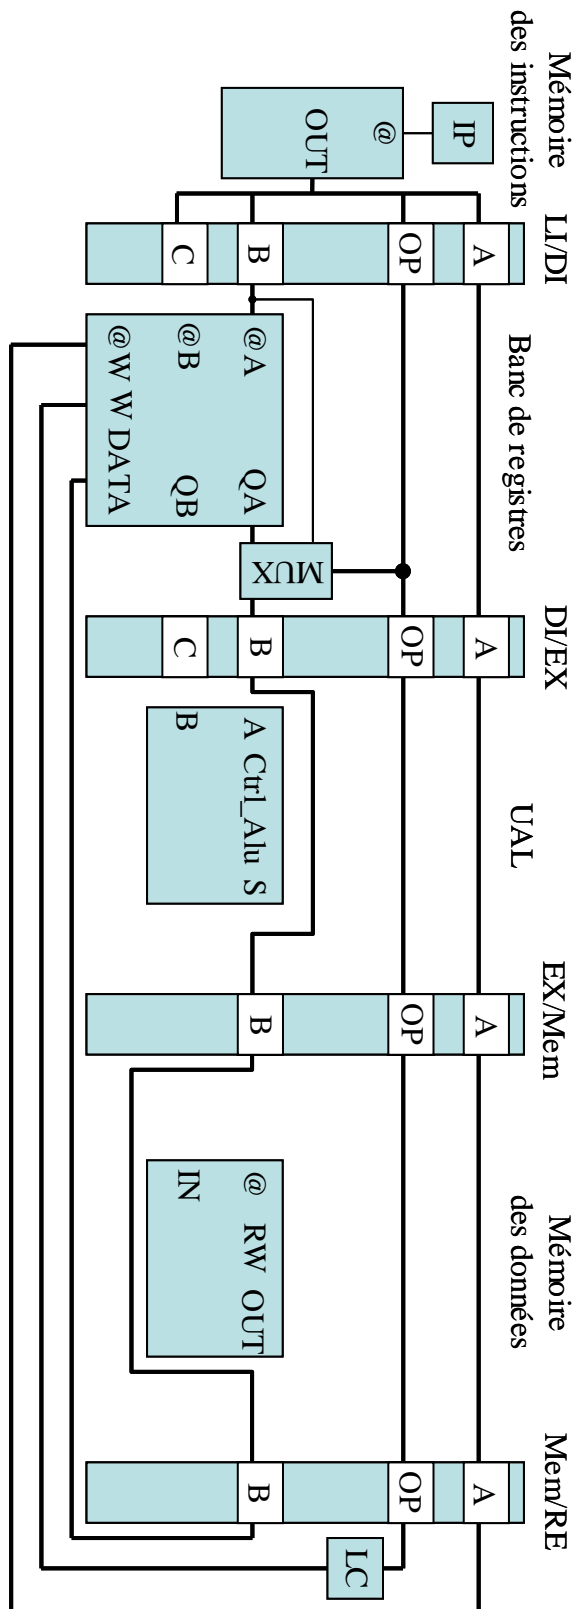 Mémoire
des instructions
LI/DI
Banc de registres
DI/EX
UAL
EX/Mem
Mémoire
des données
Mem/RE
IP
@
OUT
A
OP
B
C
@A
@B
@W W DATA
QA
QB
MUX
A
OP
B
C
A Ctrl_Alu S
B
A
OP
B
@ RW OUT
IN
A
OP
B
LC